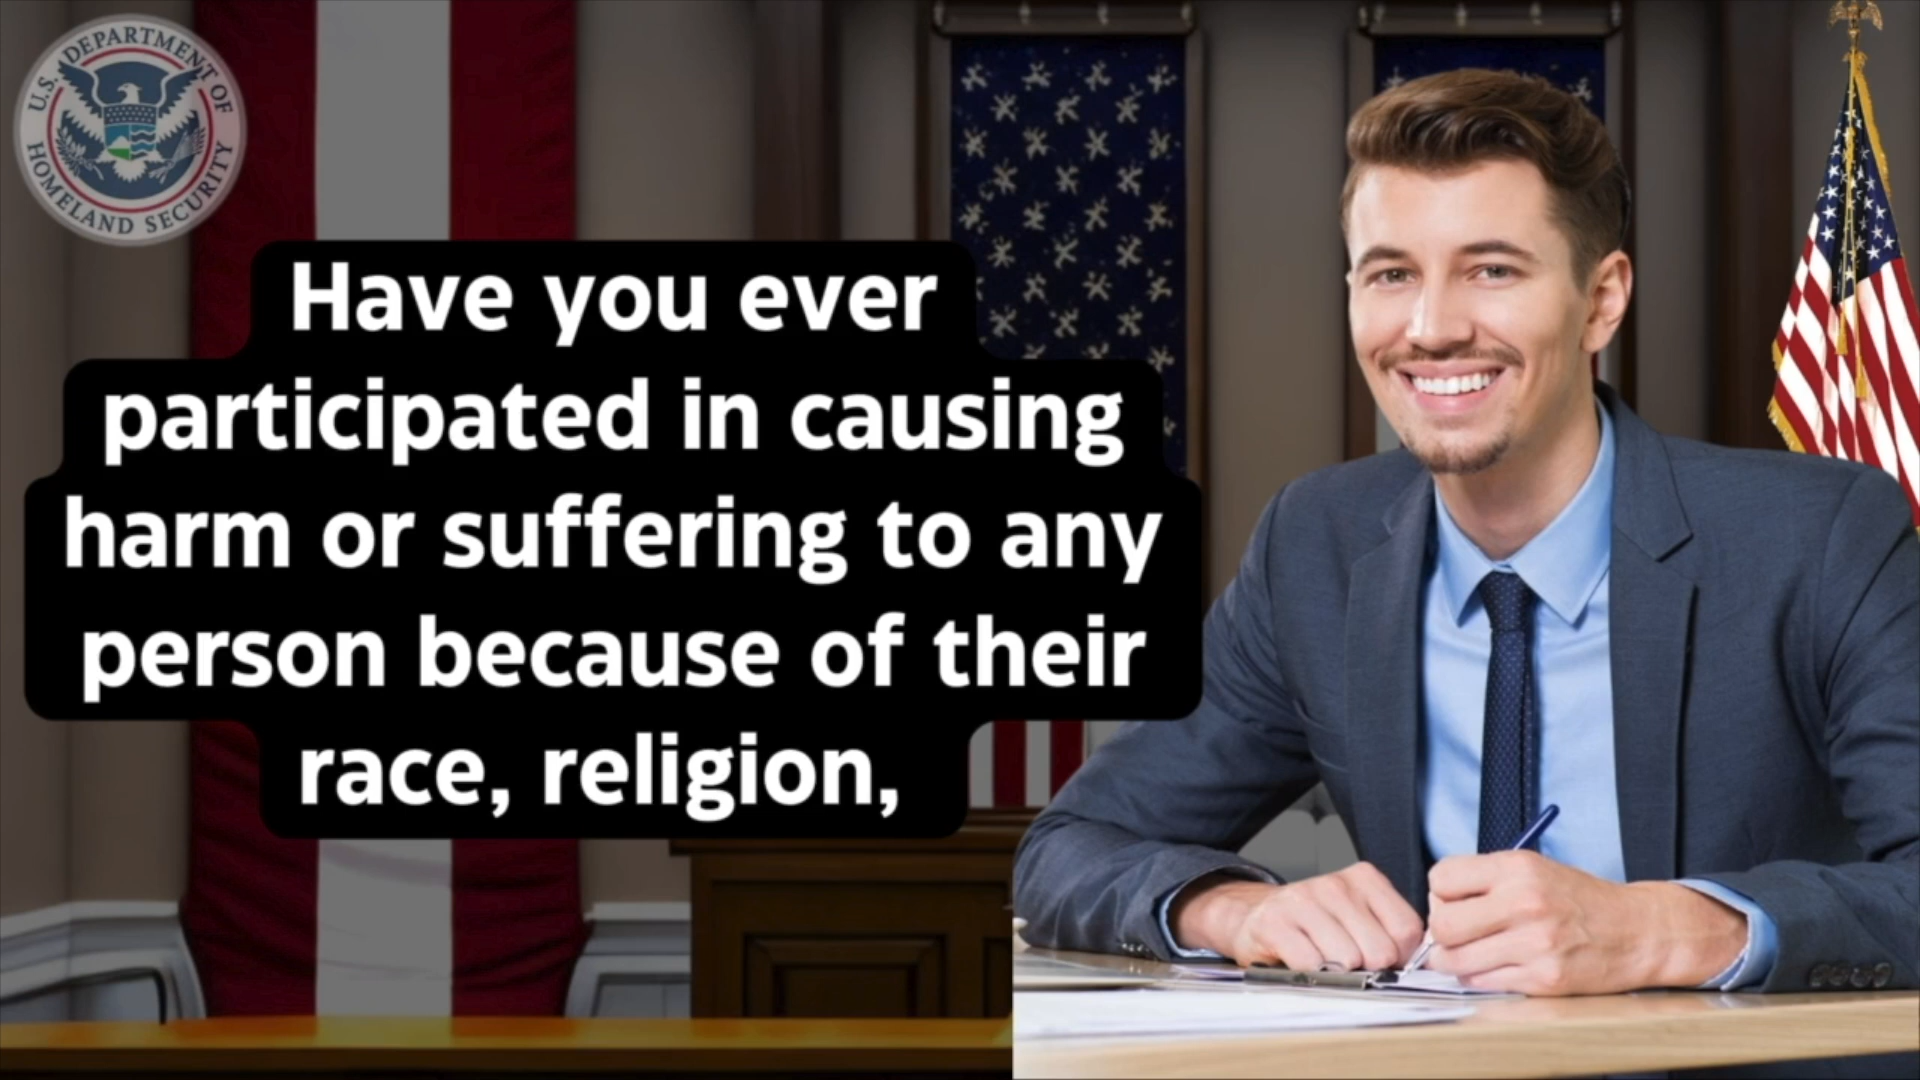 U.S. DEPARTMENT OF
HOMELAND SECURITY
Have you ever
participated in causing
harm or suffering to any
person because of their
race, religion,